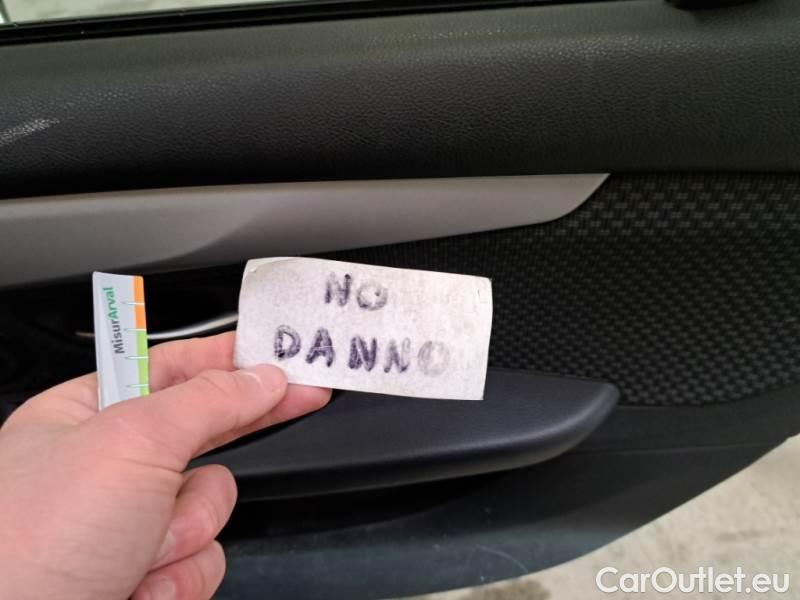 NO
DANNO
MisurArval
CarOutlet.eu